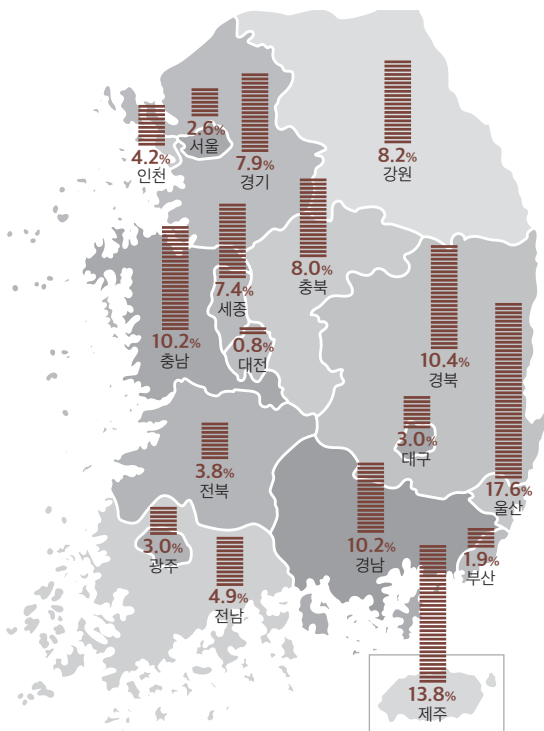 2.6%
서울
4.2%
인천
7.9%
경기
8.2%
강원
8.0%
충북
7.4%
세종
10.2%
충남
0.8%
대전
10.4%
경북
3.0%
대구
17.6%
울산
3.8%
전북
10.2%
경남
1.9%
부산
3.0%
광주
4.9%
전남
13.8%
제주